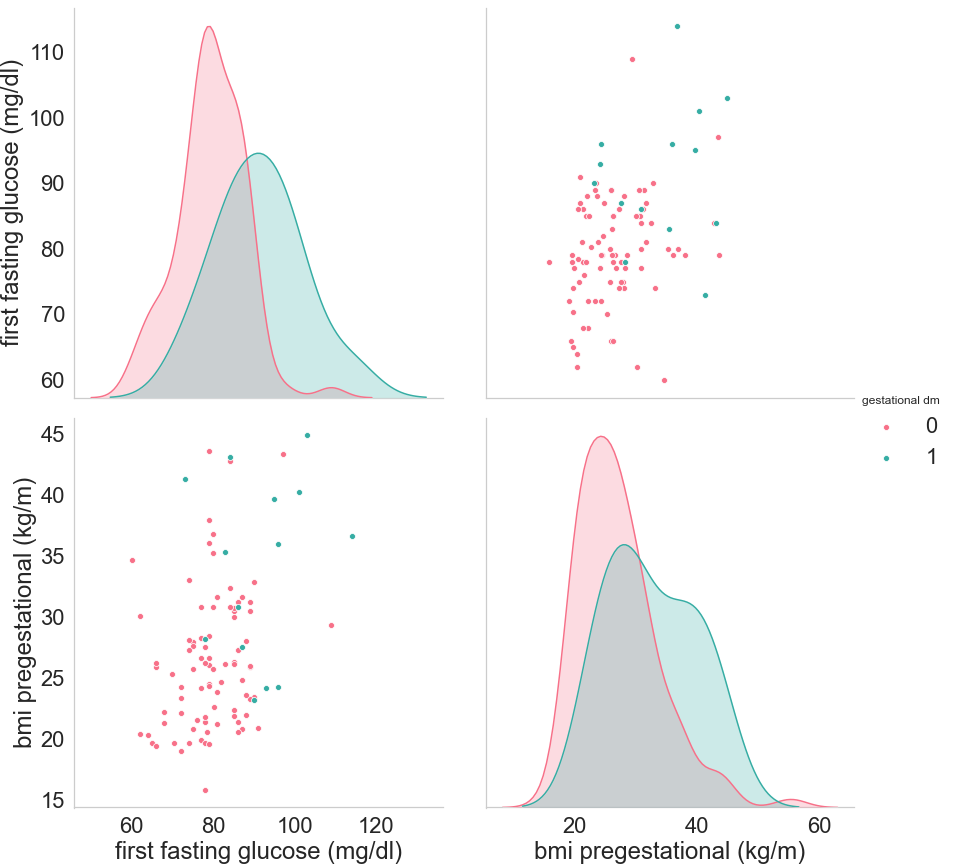 first fasting glucose (mg/dl)
110
100
90
80
70
60
gestational dm
0
1
bmi pregestational (kg/m)
45
40
35
30
25
20
15
60 80 100 120
first fasting glucose (mg/dl)
20 40 60
bmi pregestational (kg/m)